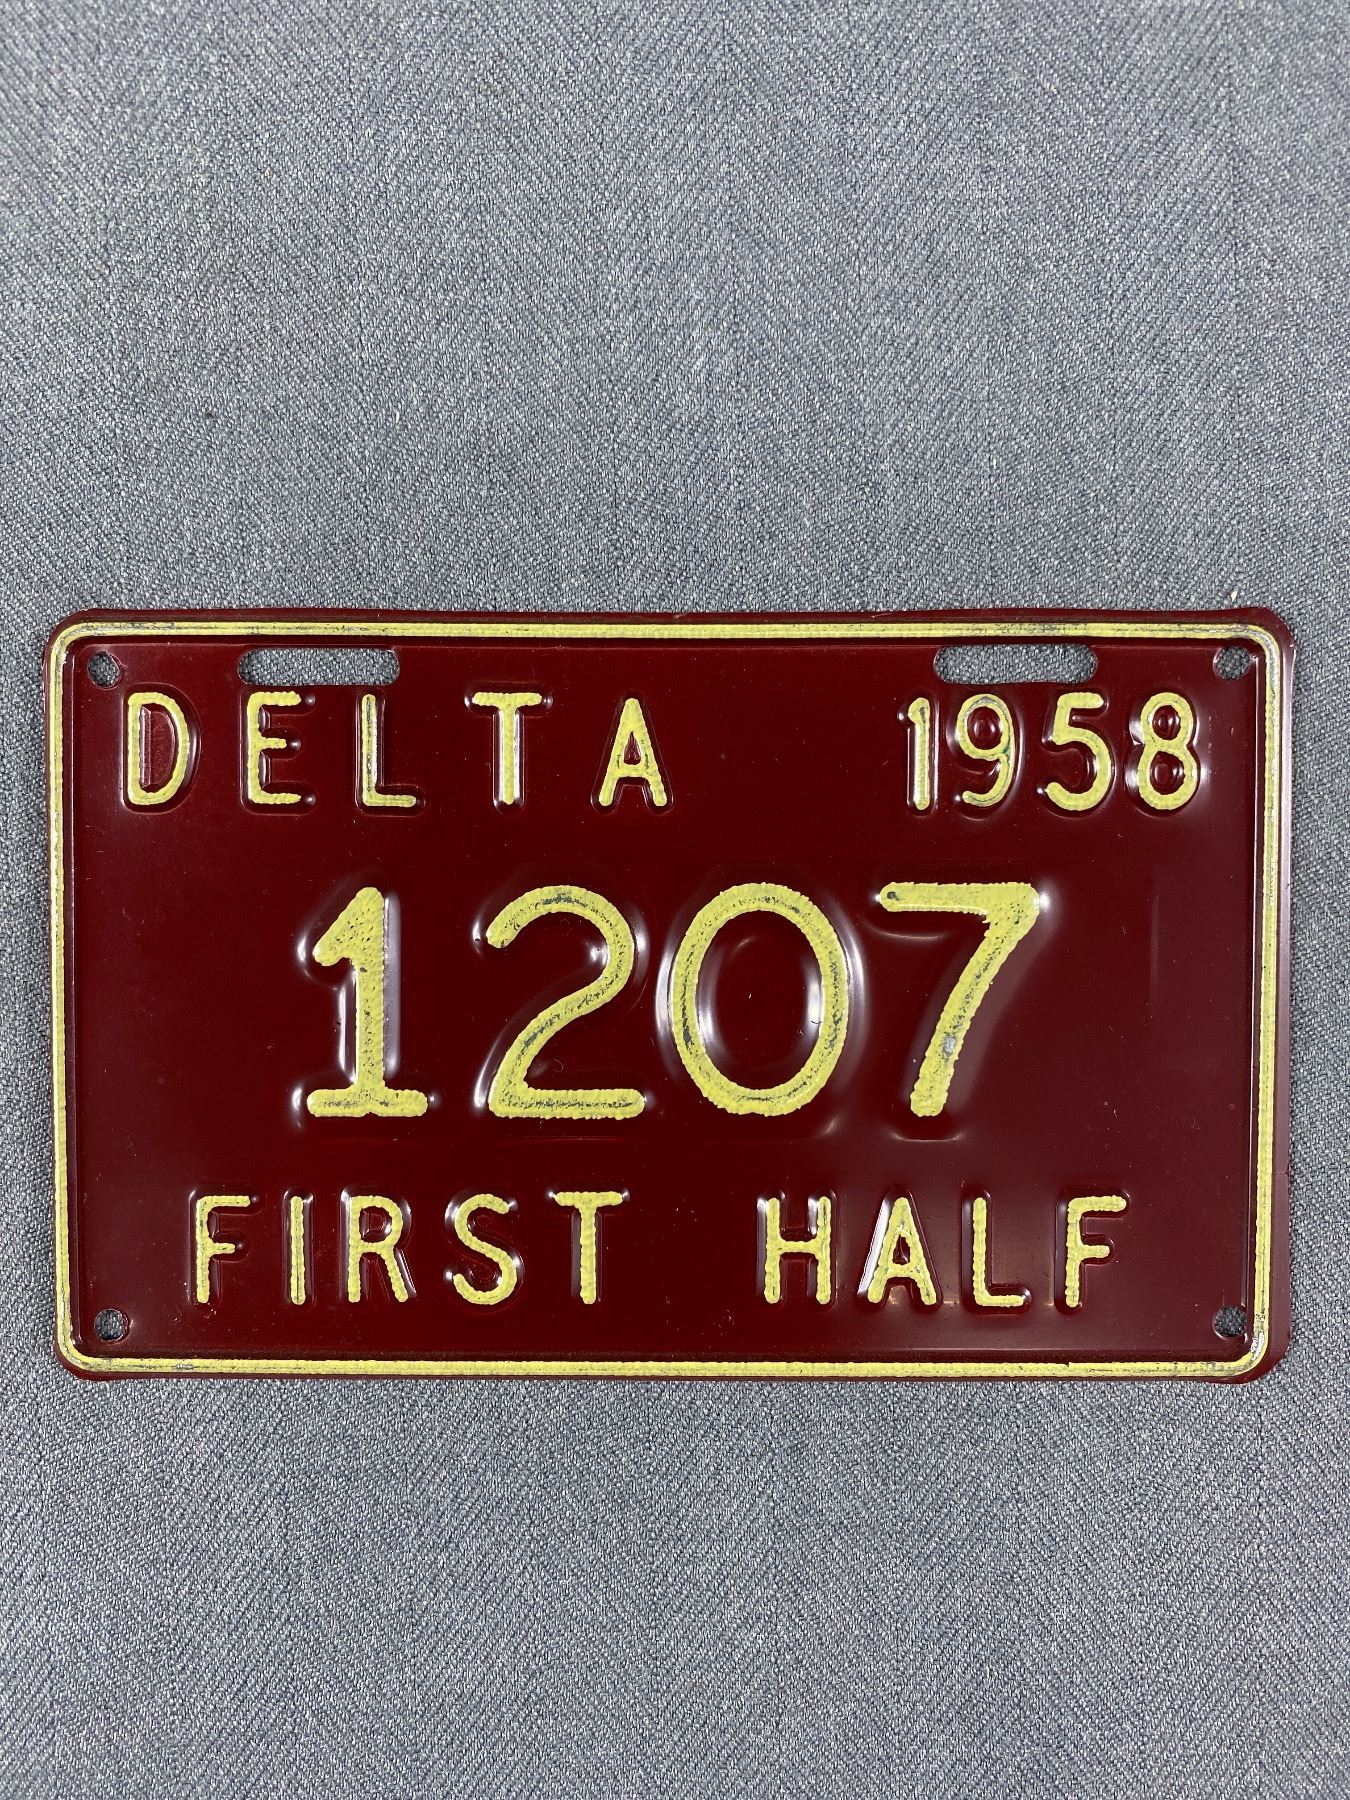 DELTA 1958
1207
FIRST HALF